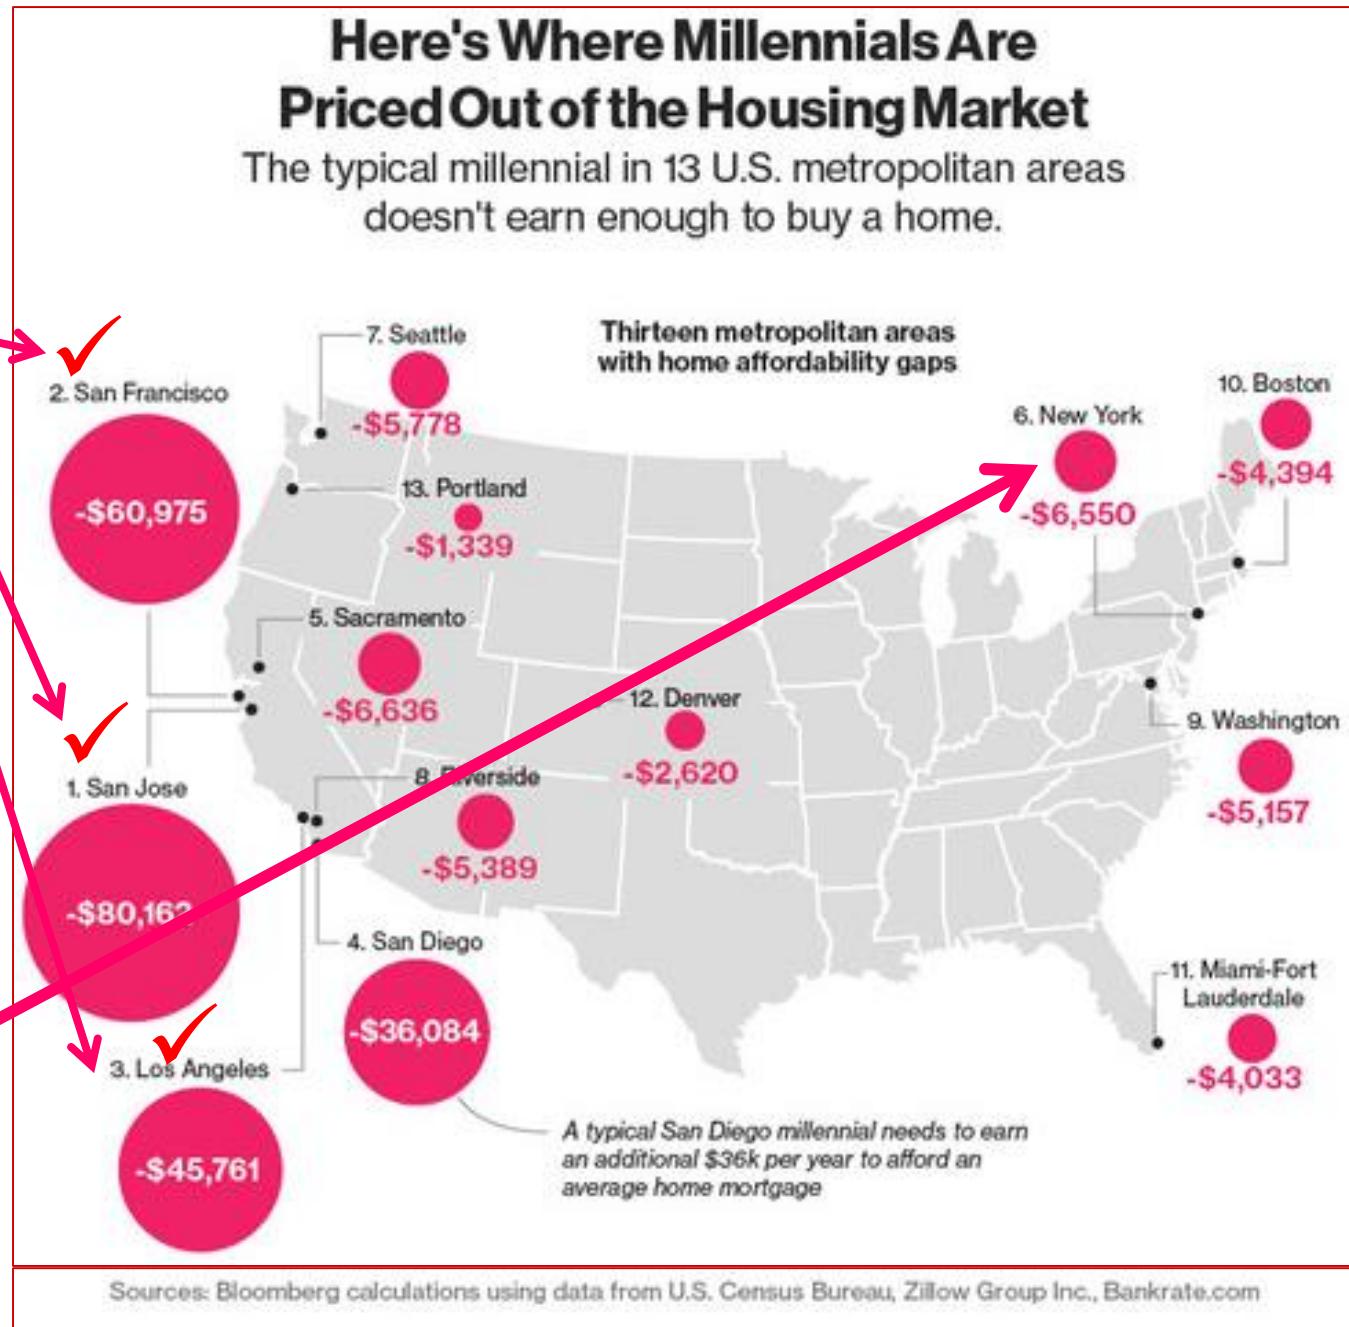 Here's Where Millennials Are
Priced Out of the Housing Market
The typical millennial in 13 U.S. metropolitan areas
doesn't earn enough to buy a home.
Thirteen metropolitan areas
with home affordability gaps
7. Seattle
-$5,778
2. San Francisco
-$60,975
10. Boston
-$4,394
6. New York
-$6,550
13. Portland
-$1,339
5. Sacramento
-$6,636
12. Denver
-$2,620
9. Washington
-$5,157
8. Riverside
-$5,389
1. San Jose
4. San Diego
-$36,084
11. Miami-Fort
Lauderdale
-$4,033
3. Los Angeles
-$45,761
A typical San Diego millennial needs to earn
an additional $36k per year to afford an
average home mortgage
Sources: Bloomberg calculations using data from U.S. Census Bureau, Zillow Group Inc., Bankrate.com